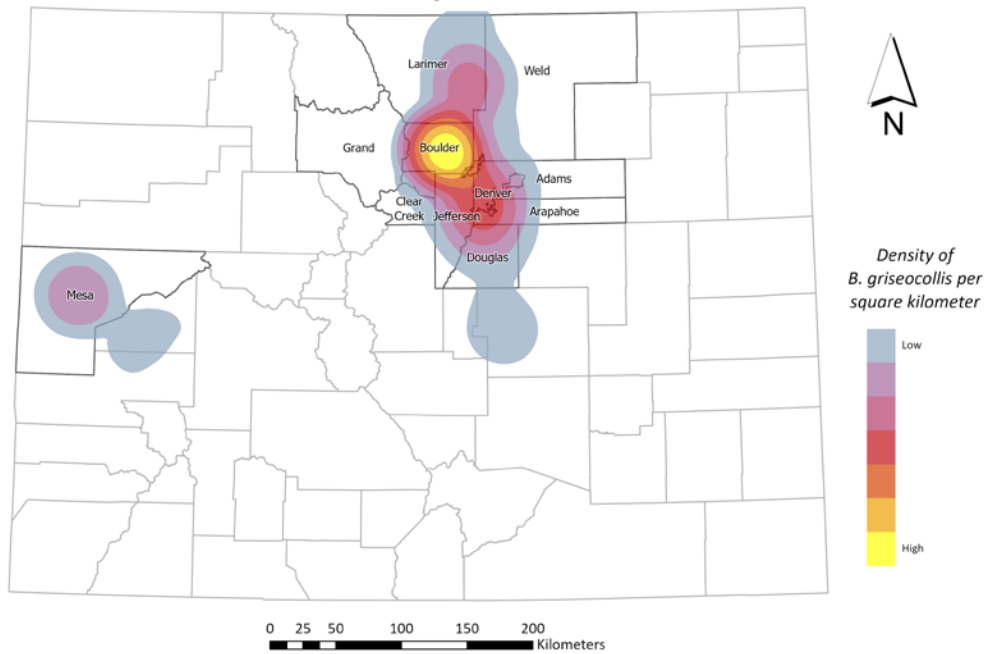 Larimer
Weld
N
Grand
Boulder
Adams
Denver
Clear
Creek
Jefferson
Arapahoe
Douglas
Mesa
Density of
B. griseocollis per
square kilometer
Low
High
0 25 50 100 150 200
Kilometers